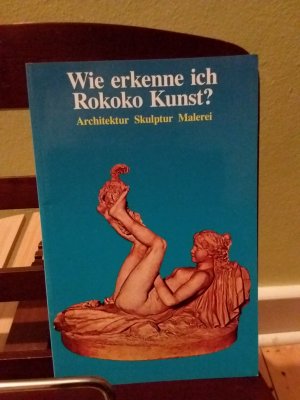 Wie erkenne ich
Rokoko Kunst?
Architektur Skulptur Malerei